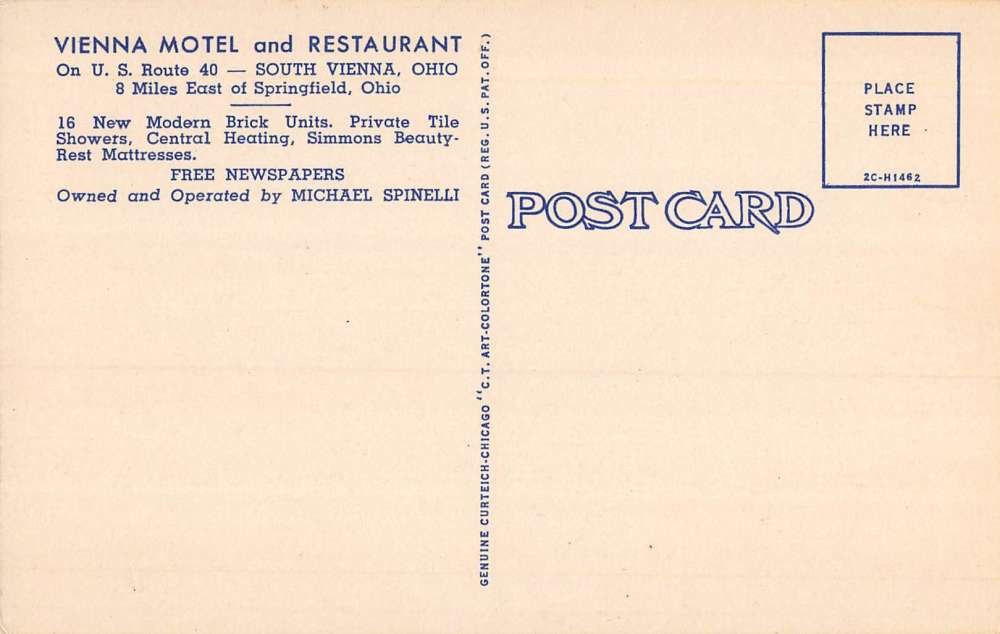 VIENNA MOTEL and RESTAURANT
On U. S. Route 40 — SOUTH VIENNA, OHIO
8 Miles East of Springfield, Ohio
16 New Modern Brick Units. Private Tile
Showers, Central Heating, Simmons Beauty-
Rest Mattresses.
FREE NEWSPAPERS
Owned and Operated by MICHAEL SPINELLI
GENUINE CURTEICH-CHICAGO "C.T. ART-COLORTONE" POST CARD (REG. U.S. PAT. OFF.)
POST CARD
PLACE
STAMP
HERE
2C-H1462